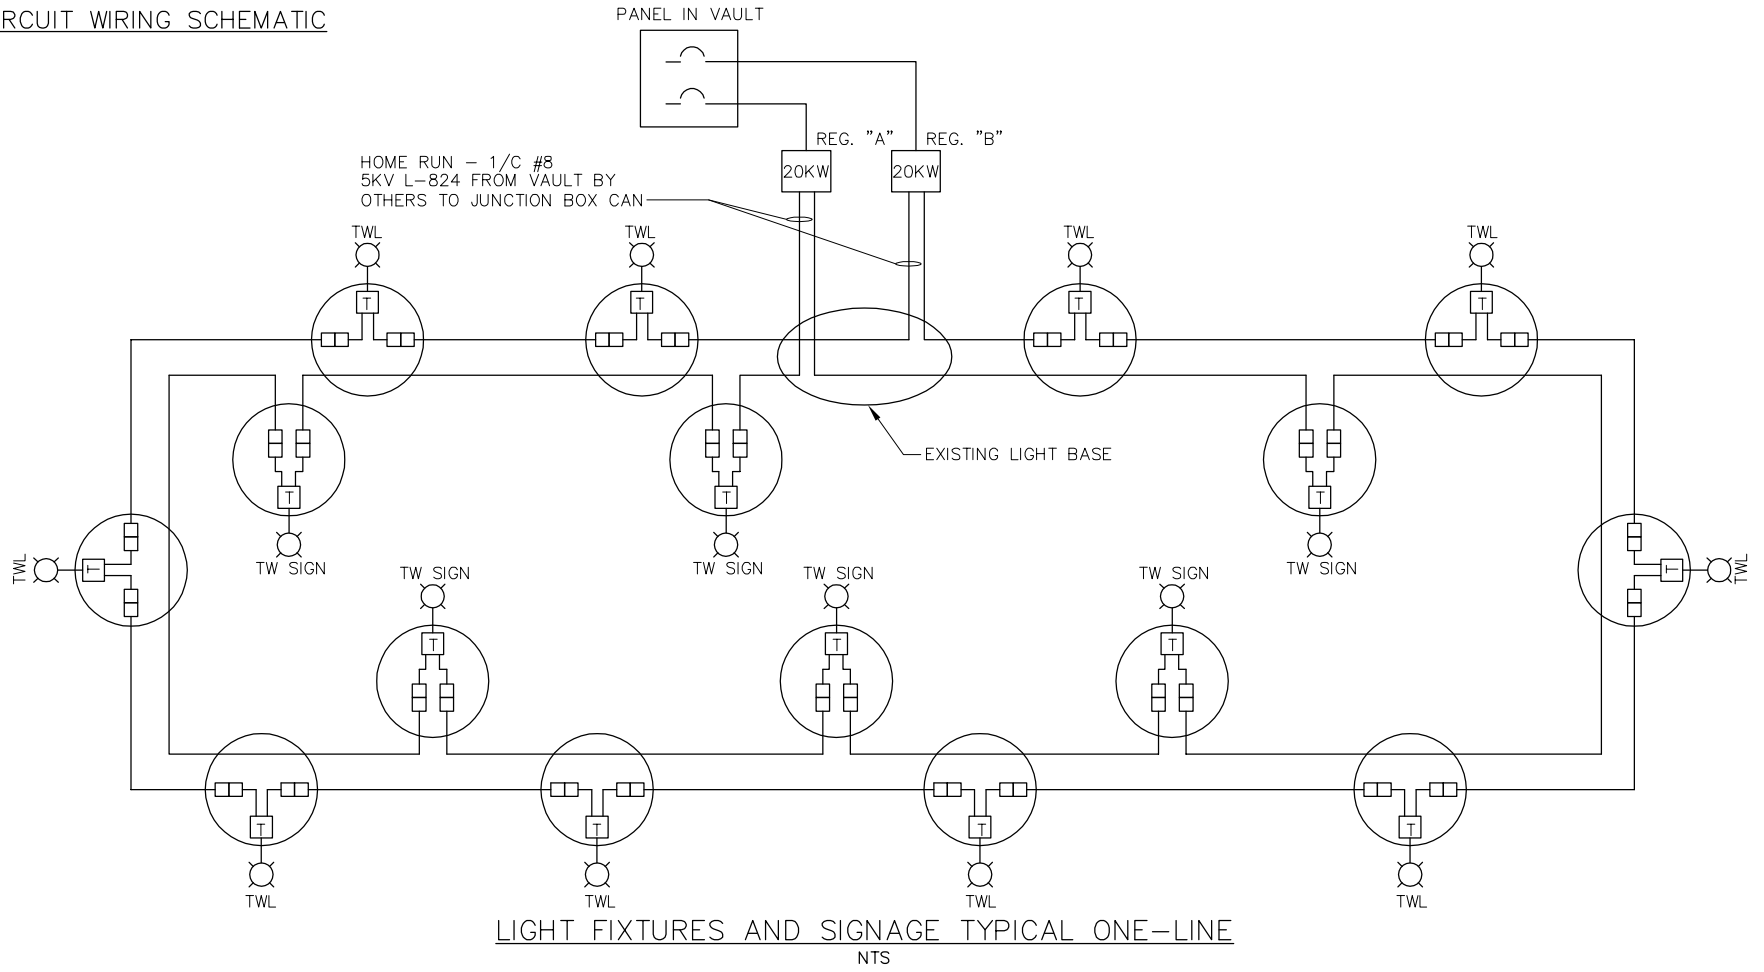 RCUIT WIRING SCHEMATIC
PANEL IN VAULT
REG. "A"
REG. "B"
20KW
20KW
HOME RUN - 1/C #8
5KV L-824 FROM VAULT BY
OTHERS TO JUNCTION BOX CAN
TWL
TWL
TWL
TWL
T
T
T
T
EXISTING LIGHT BASE
T
T
T
TW SIGN
TW SIGN
TW SIGN
TWL
T
T
TWL
TW SIGN
TW SIGN
TW SIGN
T
T
T
T
T
T
T
TWL
TWL
TWL
TWL
LIGHT FIXTURES AND SIGNAGE TYPICAL ONE-LINE
NTS